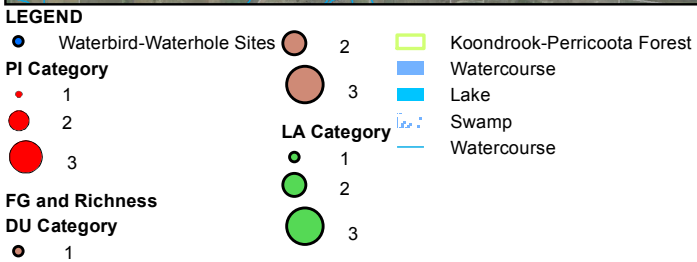 LEGEND
Waterbird-Waterhole Sites
PI Category
1
2
3
FG and Richness
DU Category
1
2
3
LA Category
1
2
3
Koondrook-Perricoota Forest
Watercourse
Lake
Swamp
Watercourse